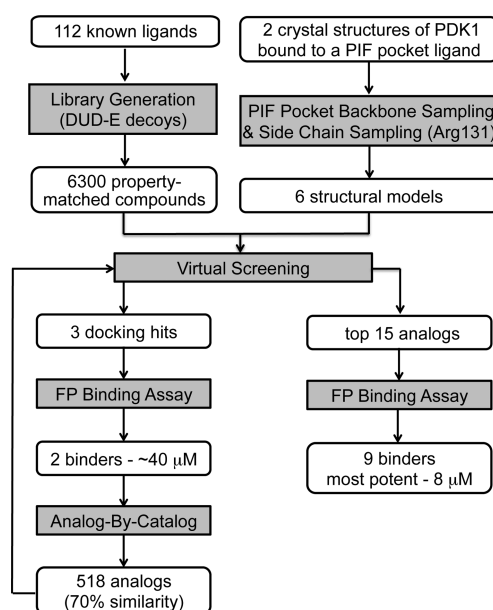 112 known ligands
2 crystal structures of PDK1
bound to a PIF pocket ligand
Library Generation
(DUD-E decoys)
PIF Pocket Backbone Sampling
& Side Chain Sampling (Arg131)
6300 property-
matched compounds
6 structural models
Virtual Screening
3 docking hits
top 15 analogs
FP Binding Assay
FP Binding Assay
2 binders - ~40 μM
9 binders
most potent - 8 μM
Analog-By-Catalog
518 analogs
(70% similarity)